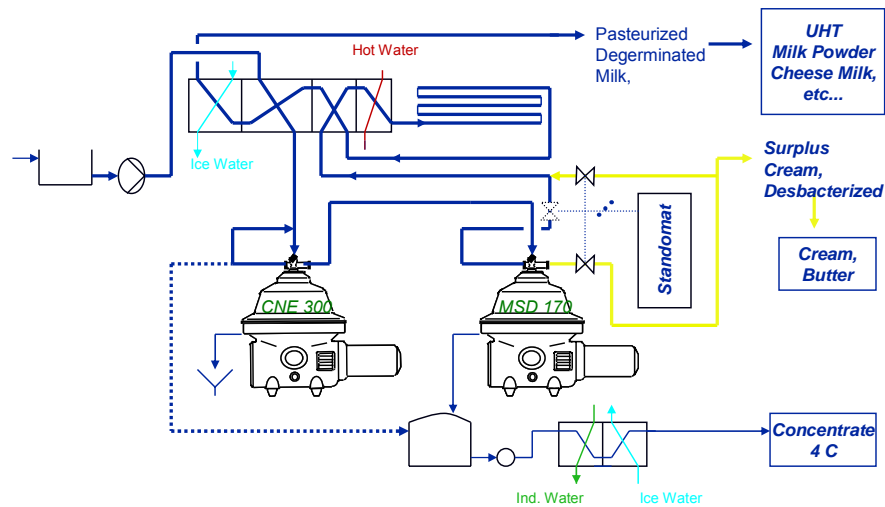 Hot Water
Pasteurized
Degerminated
Milk,
UHT
Milk Powder
Cheese Milk,
etc...
Ice Water
Surplus
Cream,
Desbacterized
Standomat
Cream,
Butter
CNE 300
MSD 170
Concentrate
4 C
Ind. Water
Ice Water